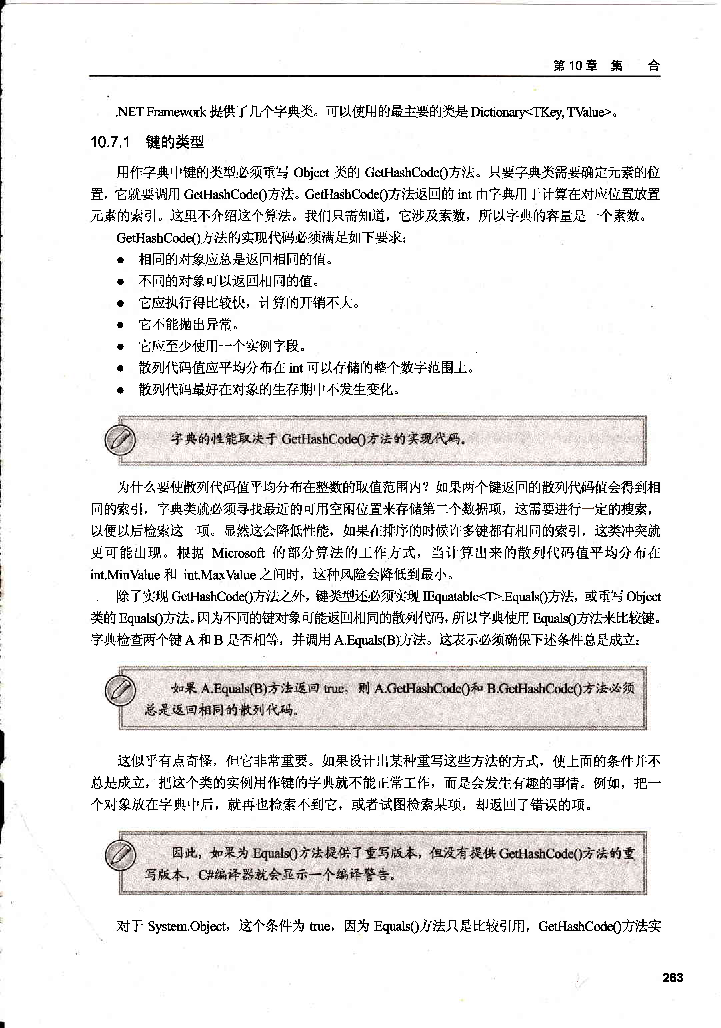 第10章 集 合
.NET Framework 提供了几个字典类。可以使用的最主要的类是 Dictionary<TKey, TValue>。
10.7.1 键的类型
用作字典中键的类型必须重写 Object 类的 GetHashCode()方法。只要字典类需要确定元素的位
置，它就要调用 GetHashCode()方法。GetHashCode()方法返回的 int 由字典用于计算在对应位置放置
元素的索引。这里不介绍这个算法。我们只需知道，它涉及素数，所以字典的容量是一个素数。
GetHashCode()方法的实现代码必须满足如下要求：
● 相同的对象应总是返回相同的值。
● 不同的对象可以返回相同的值。
● 它应执行得比较快，计算的开销不大。
● 它不能抛出异常。
● 它应至少使用一个实例字段。
● 散列代码值应平均分布在 int 可以存储的整个数字范围上。
● 散列代码最好在对象的生存期中不发生变化。
字典的性能取决于 GetHashCode()方法的实现代码。
为什么要使散列代码值平均分布在整数的取值范围内？如果两个键返回的散列代码值会得到相
同的索引，字典类就必须寻找最近的可用空闲位置来存储第二个数据项，这需要进行一定的搜索，
以便以后检索这一项。显然这会降低性能，如果在排序的时候许多键都有相同的索引，这类冲突就
更可能出现。根据 Microsoft 的部分算法的工作方式，当计算出来的散列代码值平均分布在
int.MinValue 和 int.MaxValue 之间时，这种风险会降低到最小。
除了实现 GetHashCode()方法之外，键类型还必须实现 IEquatable<T>.Equals()方法，或重写 Object
类的 Equals()方法。因为不同的键对象可能返回相同的散列代码，所以字典使用 Equals()方法来比较键。
字典检查两个键 A 和 B 是否相等，并调用 A.Equals(B)方法。这表示必须确保下述条件总是成立：
如果 A.Equals(B)方法返回 true，则 A.GetHashCode()和 B.GetHashCode()方法必须
总是返回相同的散列代码。
这似乎有点奇怪，但它非常重要。如果设计出某种重写这些方法的方式，使上面的条件并不
总是成立，把这个类的实例用作键的字典就不能正常工作，而是会发生有趣的事情。例如，把一
个对象放在字典中后，就再也检索不到它，或者试图检索某项，却返回了错误的项。
因此，如果为 Equals()方法提供了重写版本，但没有提供 GetHashCode()方法的重
写版本，C#编译器就会显示一个编译警告。
对于 System.Object，这个条件为 true，因为 Equals()方法只是比较引用，GetHashCode()方法实
263